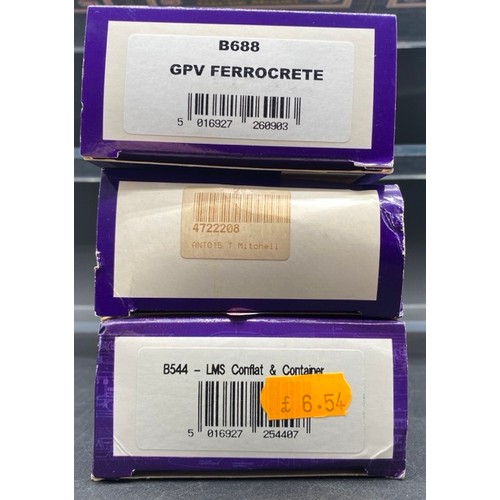 B688
GPV FERROCRETE
5 016927 260903
4722208
ANT015 T Mitchell
B544 - LMS Conflat & Container
£ 6.54
5 016927 254407